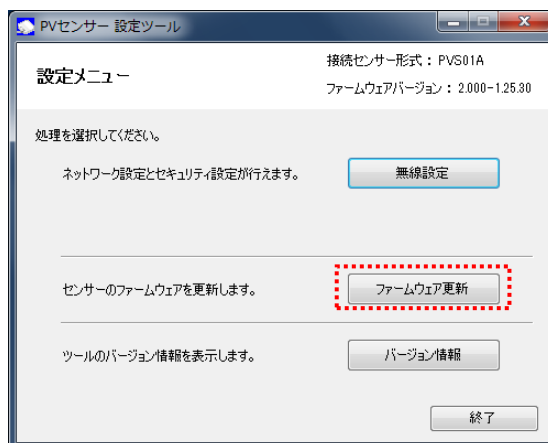 PVセンサー 設定ツール
設定メニュー
接続センサー形式： PVS01A
ファームウェアバージョン： 2.000-1.25.30
処理を選択してください。
ネットワーク設定とセキュリティ設定が行えます。
無線設定
センサーのファームウェアを更新します。
ファームウェア更新
ツールのバージョン情報を表示します。
バージョン情報
終了